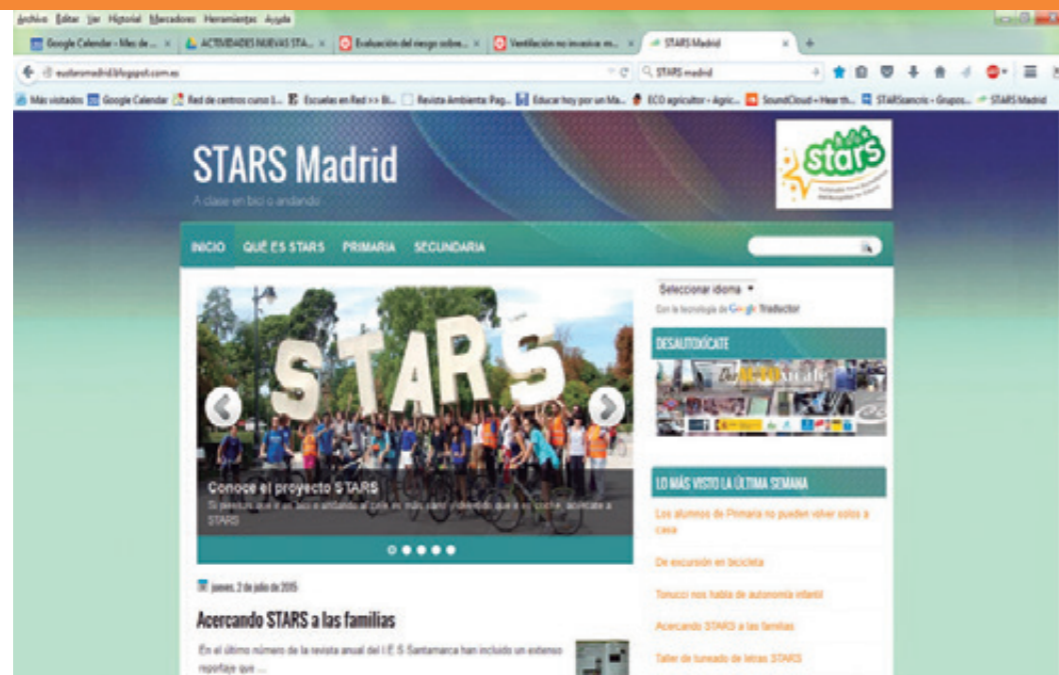 Archivo Editar Ver Historial Marcadores Herramientas Ayuda
Google Calendar - Mes de ...
ACTIVIDADES NUEVAS STA...
Evaluación del riesgo sobre...
Ventilación no invasiva: m...
STARS Madrid
eustarsmadrid.blogspot.com.es
STARS madrid
Más visitados
Google Calendar
Red de centros curso 1...
Escuelas en Red >> Bl...
Revista Ambienta: Pag...
Educar hoy por un Ma...
ECO agricultor - Agric...
SoundCloud - Hear th...
STARSsancris - Grupos...
STARS Madrid
STARS Madrid
A clase en bici o andando
stars
INICIO QUÉ ES STARS PRIMARIA SECUNDARIA
STARS
Conoce el proyecto STARS
STARS
Seleccionar idioma
Con la tecnología de Google Traductor
DESAUTOXÍCATE
LO MÁS VISTO LA ÚLTIMA SEMANA
Los alumnos de Primaria no pueden volver solos a
casa
De excursión en bicicleta
Tonucci nos habla de autonomía infantil
Acercando STARS a las familias
Taller de tuneado de letras STARS
jueves, 2 de julio de 2015
Acercando STARS a las familias
En el último número de la revista anual del I.E.S Santamarca han incluido un extenso
reportaje que ...